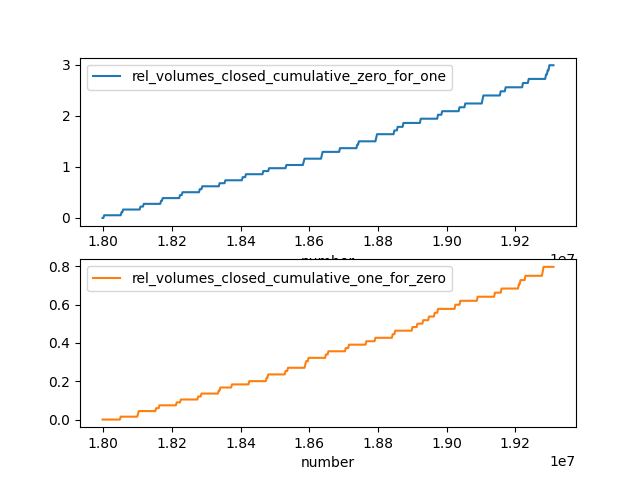 rel_volumes_closed_cumulative_zero_for_one
3
2
1
0
1.80 1.82 1.84 1.86 1.88 1.90 1.92
number 1e7
rel_volumes_closed_cumulative_one_for_zero
0.8
0.6
0.4
0.2
0.0
1.80 1.82 1.84 1.86 1.88 1.90 1.92
number 1e7